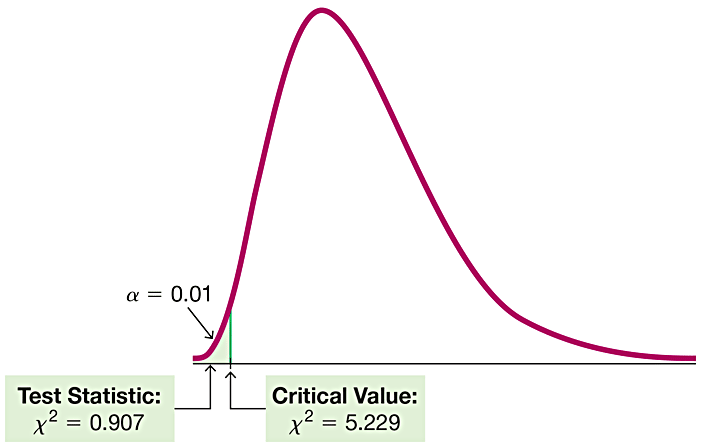 α = 0.01
Test Statistic:
χ² = 0.907
Critical Value:
χ² = 5.229